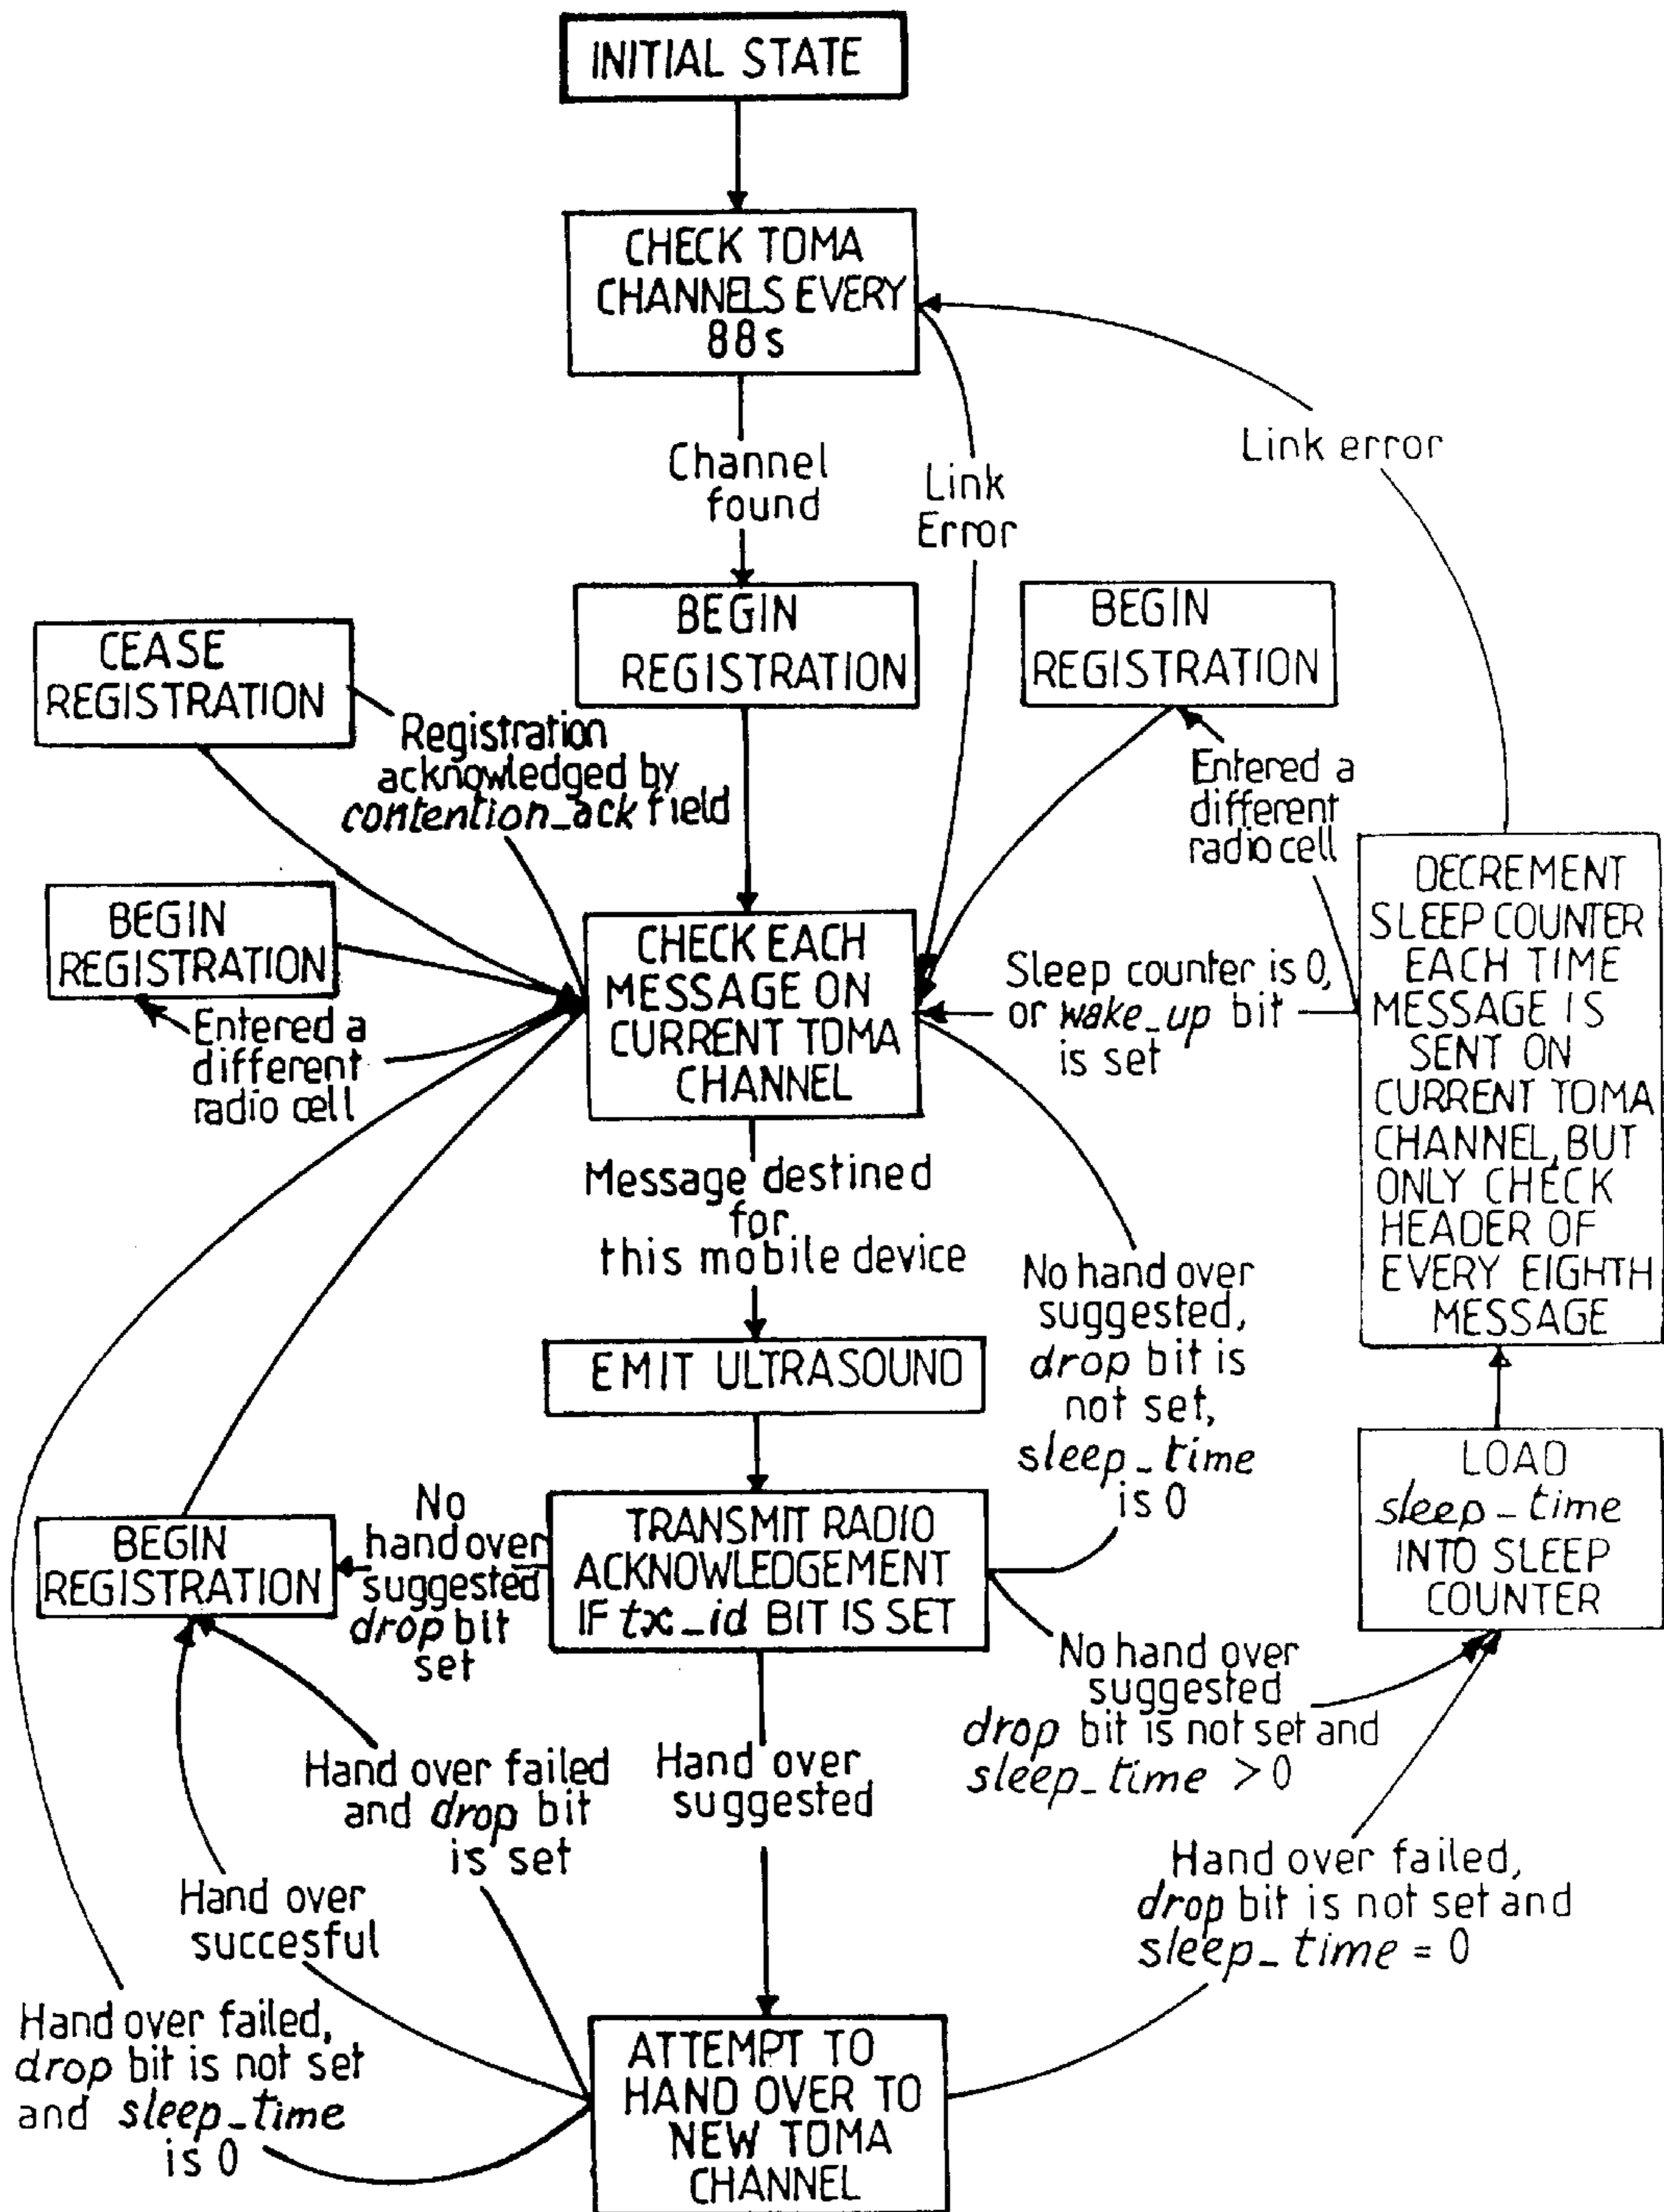 INITIAL STATE
CHECK TOMA
CHANNELS EVERY
88s
Channel
found
Link
Error
Link error
BEGIN
REGISTRATION
BEGIN
REGISTRATION
CEASE
REGISTRATION
Registration
acknowledged by
contention_ack field
Entered a
different
radio cell
DECREMENT
SLEEP COUNTER
EACH TIME
MESSAGE IS
SENT ON
CURRENT TOMA
CHANNEL, BUT
ONLY CHECK
HEADER OF
EVERY EIGHTH
MESSAGE
BEGIN
REGISTRATION
Entered a
different
radio cell
CHECK EACH
MESSAGE ON
CURRENT TOMA
CHANNEL
Sleep counter is 0,
or wake_up bit
is set
Message destined
for
this mobile device
No hand over
suggested,
drop bit is
not set,
sleep_time
is 0
EMIT ULTRASOUND
LOAD
sleep_time
INTO SLEEP
COUNTER
BEGIN
REGISTRATION
No
hand over
suggested
drop bit
set
TRANSMIT RADIO
ACKNOWLEDGEMENT
IF tx_id BIT IS SET
No hand over
suggested
drop bit is not set and
sleep_time > 0
Hand over failed
and drop bit
is set
Hand over
suggested
Hand over
succesful
Hand over failed,
drop bit is not set and
sleep_time = 0
Hand over failed,
drop bit is not set
and sleep_time
is 0
ATTEMPT TO
HAND OVER TO
NEW TOMA
CHANNEL